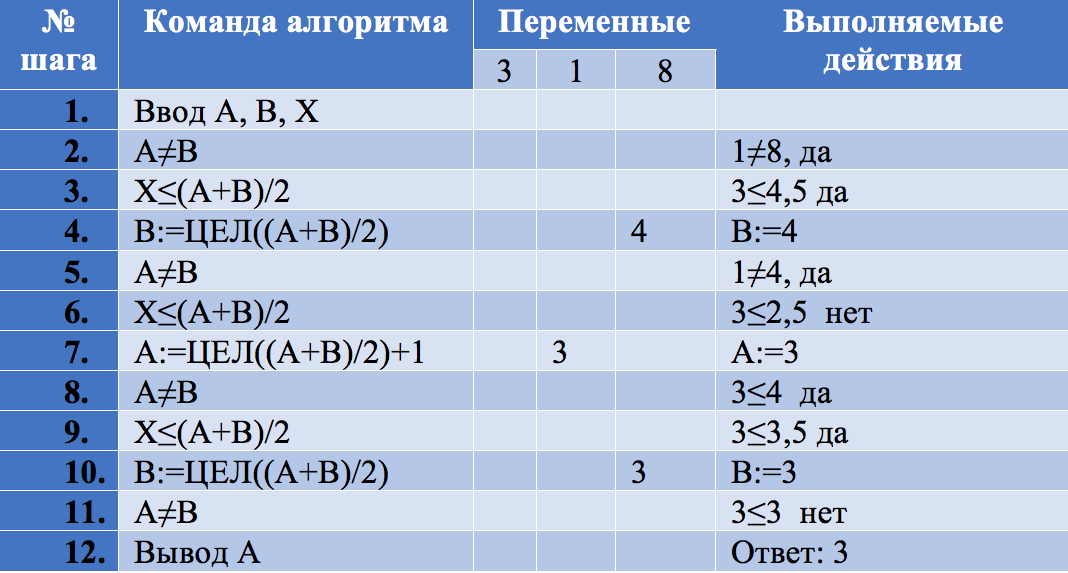 № шага Команда алгоритма Переменные Выполняемые действия
3 1 8
1. Ввод A, B, X
2. A≠B 1≠8, да
3. X≤(A+B)/2 3≤4,5 да
4. B:=ЦЕЛ((A+B)/2) 4 B:=4
5. A≠B 1≠4, да
6. X≤(A+B)/2 3≤2,5 нет
7. A:=ЦЕЛ((A+B)/2)+1 3 A:=3
8. A≠B 3≤4 да
9. X≤(A+B)/2 3≤3,5 да
10. B:=ЦЕЛ((A+B)/2) 3 B:=3
11. A≠B 3≤3 нет
12. Вывод A Ответ: 3